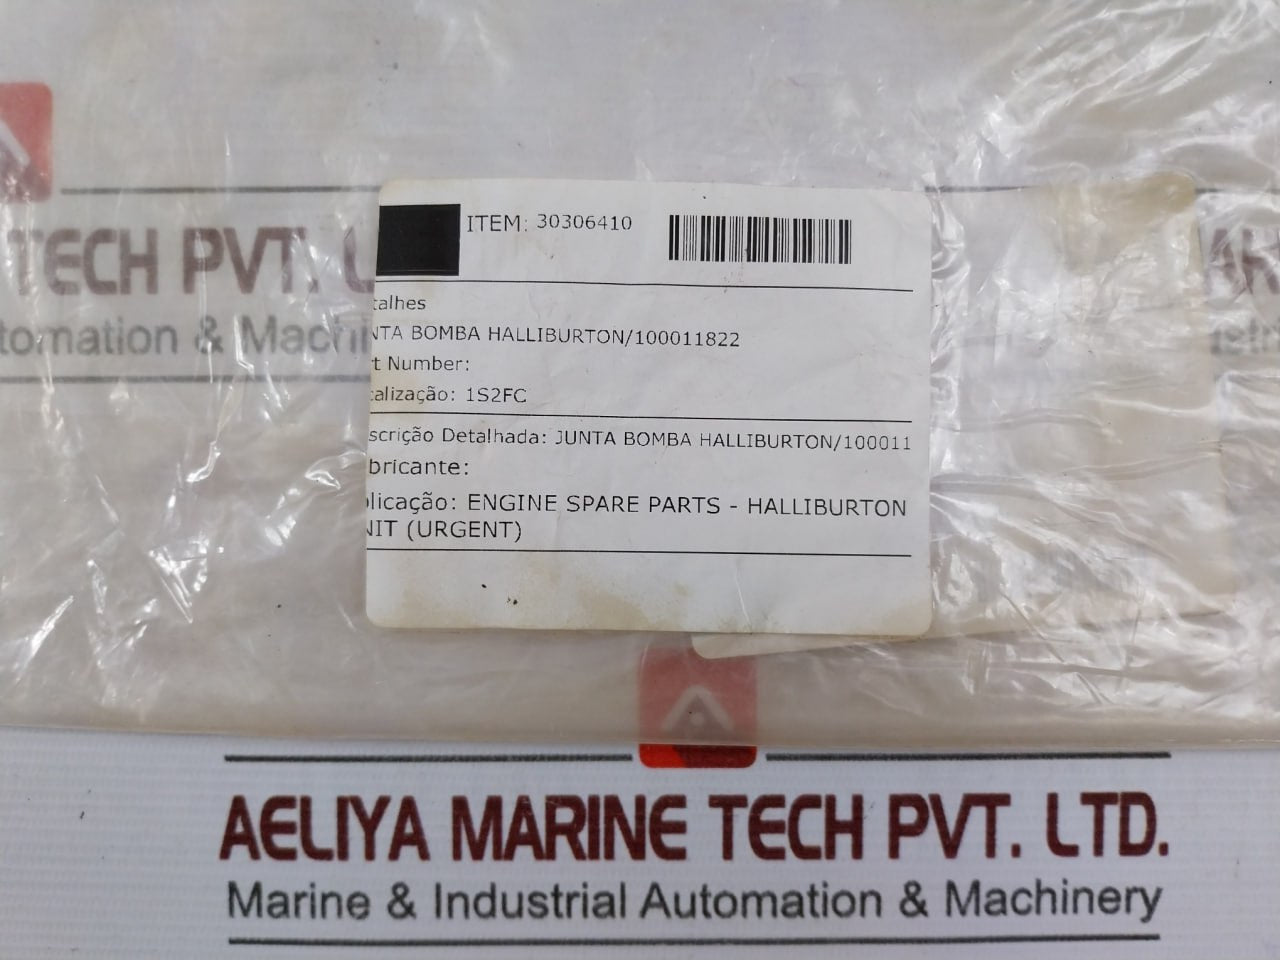 ITEM: 30306410
talhes
NTA BOMBA HALLIBURTON/100011822
rt Number:
calização: 1S2FC
scrição Detalhada: JUNTA BOMBA HALLIBURTON/100011
bricante:
plicação: ENGINE SPARE PARTS - HALLIBURTON
NIT (URGENT)
TECH PVT. L
tomation & Machi
AELIYA MARINE TECH PVT. LTD.
Marine & Industrial Automation & Machinery